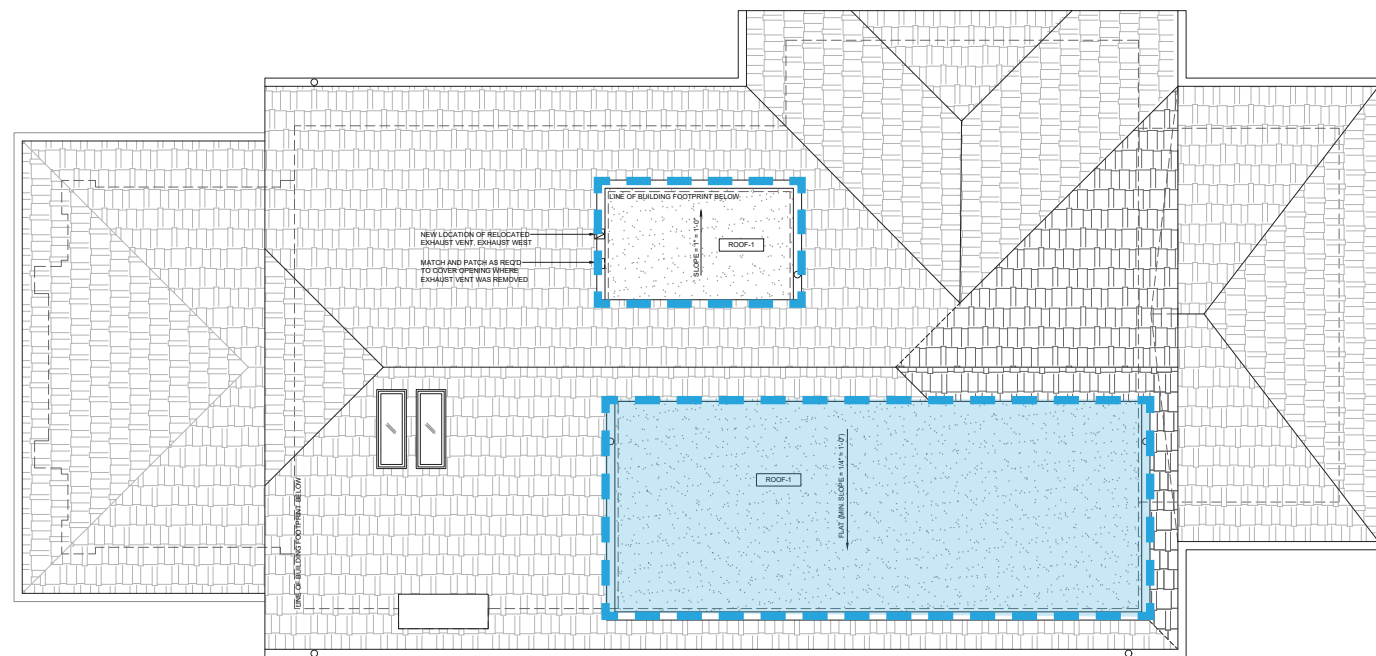 LINE OF BUILDING FOOTPRINT BELOW
NEW LOCATION OF RELOCATED
EXHAUST VENT, EXHAUST WEST
MATCH AND PATCH AS REQ'D
TO COVER OPENING WHERE
EXHAUST VENT WAS REMOVED
SLOPE = 1" = 1'-0"
ROOF-1
LINE OF BUILDING FOOTPRINT BELOW
ROOF-1
FLAT (MIN. SLOPE = 1/4" = 1'-0")